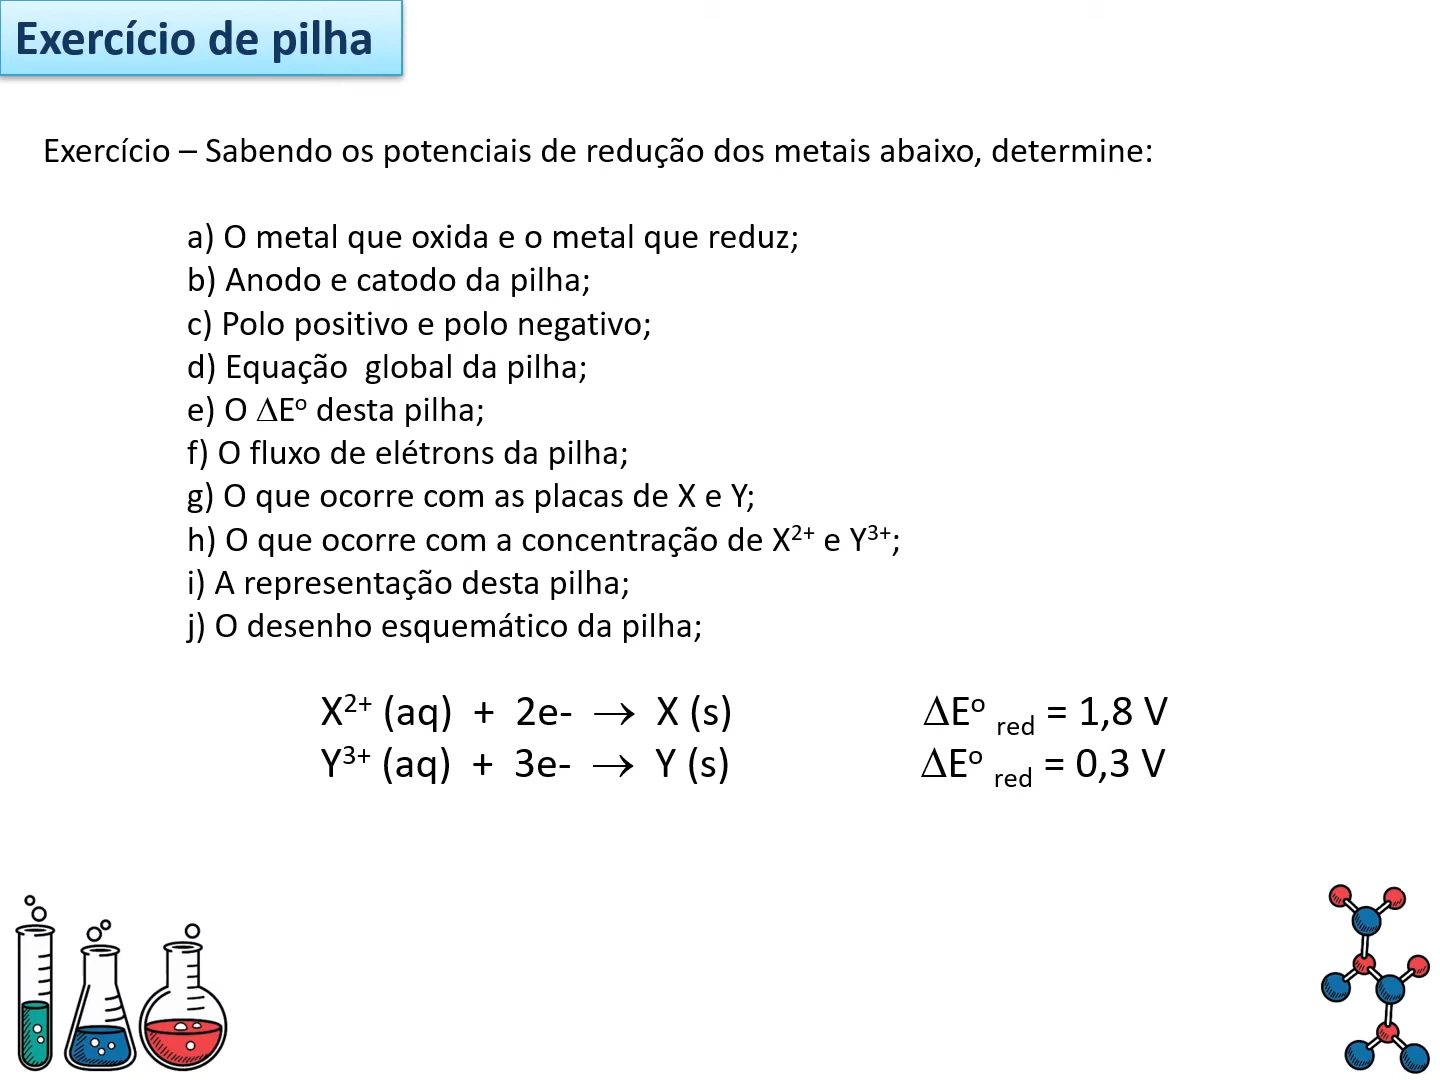 Exercício de pilha
Exercício – Sabendo os potenciais de redução dos metais abaixo, determine:
a) O metal que oxida e o metal que reduz;
b) Anodo e catodo da pilha;
c) Polo positivo e polo negativo;
d) Equação  global da pilha;
e) O ΔEº desta pilha;
f) O fluxo de elétrons da pilha;
g) O que ocorre com as placas de X e Y;
h) O que ocorre com a concentração de X²⁺ e Y³⁺;
i) A representação desta pilha;
j) O desenho esquemático da pilha;
X²⁺ (aq)  +  2e-  →  X (s)  ΔEº red = 1,8 V
Y³⁺ (aq)  +  3e-  →  Y (s)  ΔEº red = 0,3 V